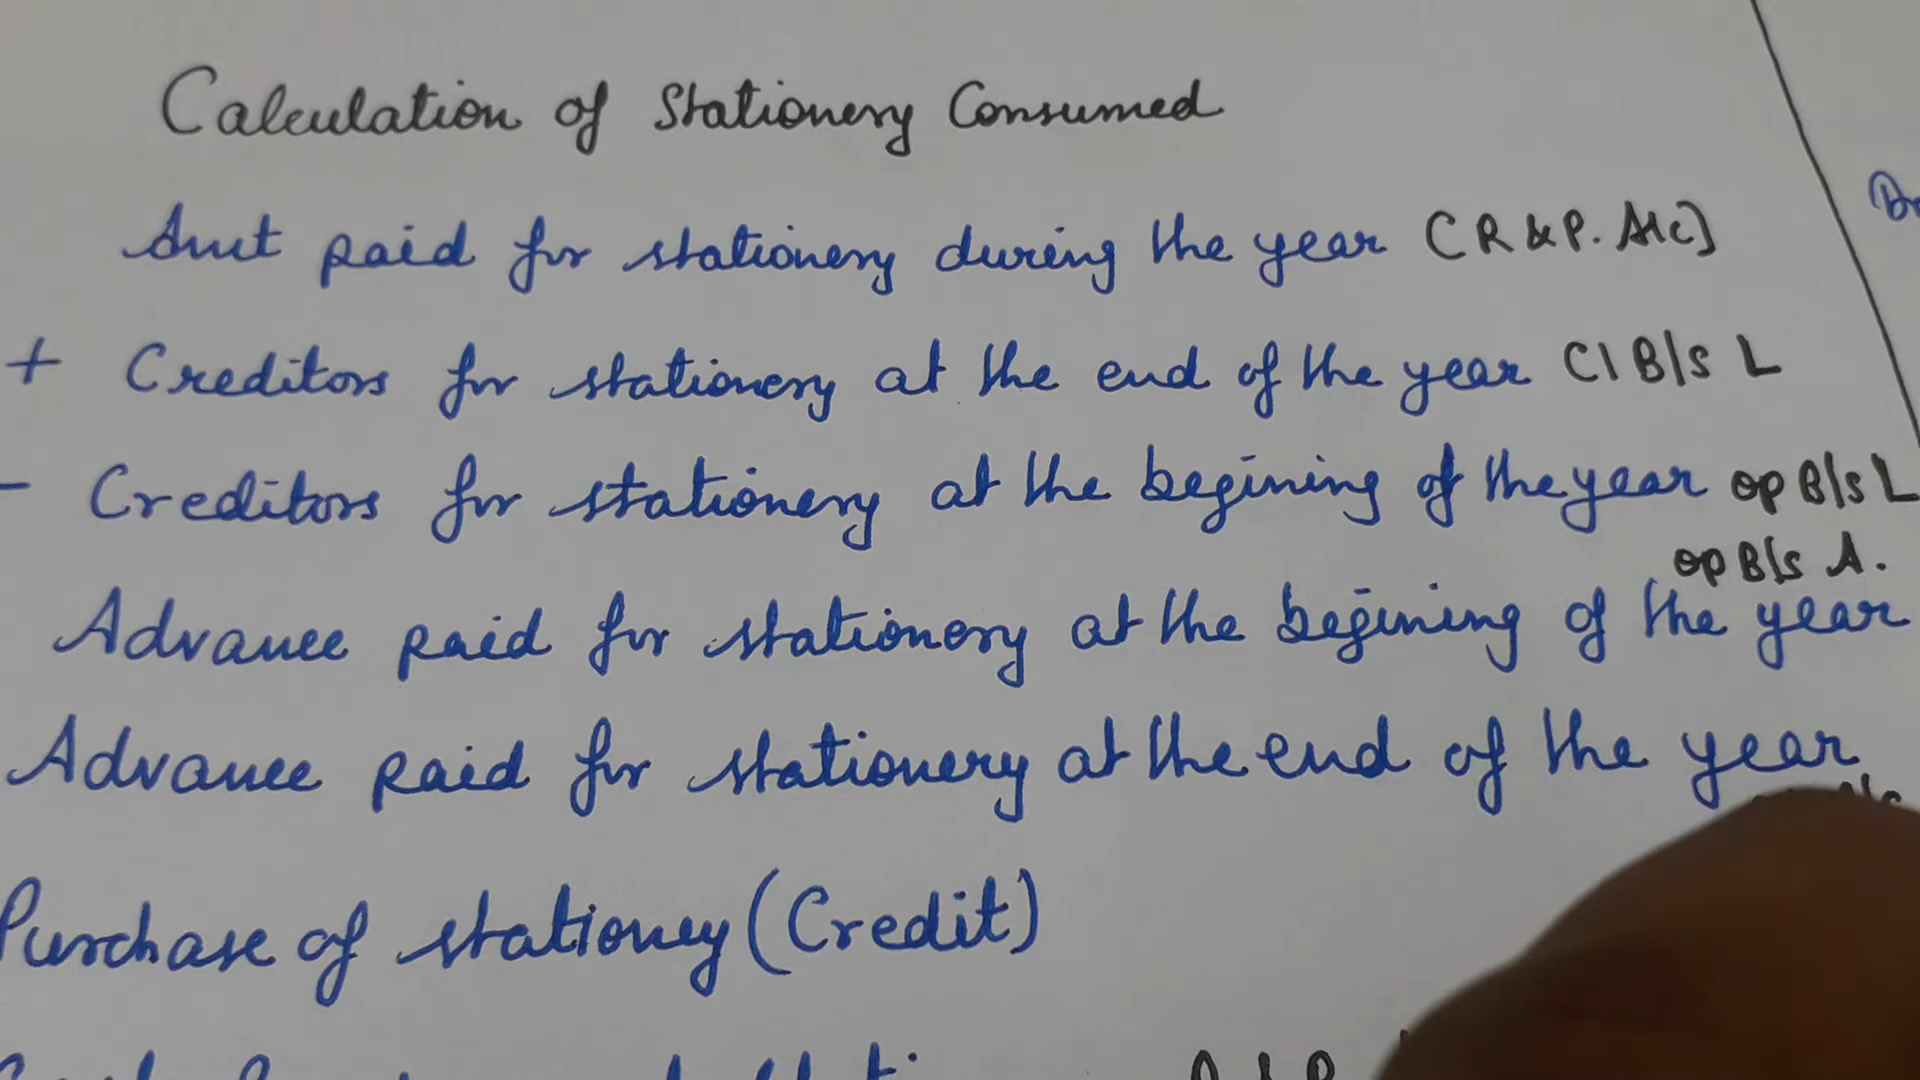 Calculation of Stationery Consumed
Amt paid for stationery during the year (R & P. A/c)
+ Creditors for stationery at the end of the year Cl B/s L
- Creditors for stationery at the begining of the year op B/s L
op B/s A.
Advance paid for stationery at the begining of the year
Advance paid for stationery at the end of the year
Purchase of stationey (Credit)